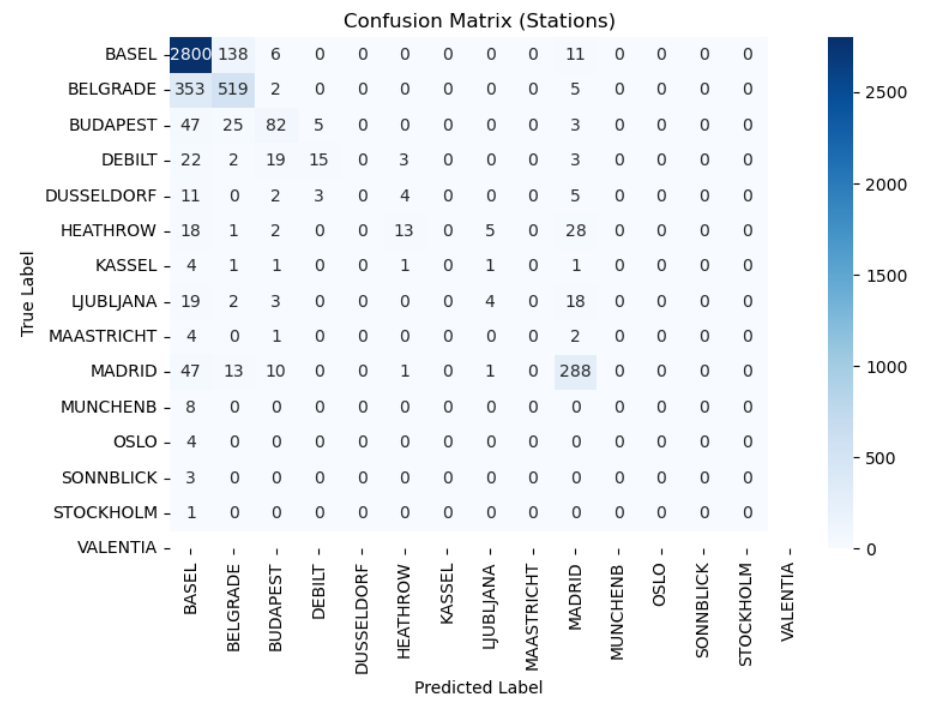 Confusion Matrix (Stations)
BASEL 2800 138 6 0 0 0 0 0 0 11 0 0 0 0
BELGRADE 353 519 2 0 0 0 0 0 0 5 0 0 0 0
BUDAPEST 47 25 82 5 0 0 0 0 0 3 0 0 0 0
DEBILT 22 2 19 15 0 3 0 0 0 3 0 0 0 0
DUSSELDORF 11 0 2 3 0 4 0 0 0 5 0 0 0 0
HEATHROW 18 1 2 0 0 13 0 5 0 28 0 0 0 0
KASSEL 4 1 1 0 0 1 0 1 0 1 0 0 0 0
LJUBLJANA 19 2 3 0 0 0 0 4 0 18 0 0 0 0
MAASTRICHT 4 0 1 0 0 0 0 0 0 2 0 0 0 0
MADRID 47 13 10 0 0 1 0 1 0 288 0 0 0 0
MUNCHENB 8 0 0 0 0 0 0 0 0 0 0 0 0 0
OSLO 4 0 0 0 0 0 0 0 0 0 0 0 0 0
SONNBLICK 3 0 0 0 0 0 0 0 0 0 0 0 0 0
STOCKHOLM 1 0 0 0 0 0 0 0 0 0 0 0 0 0
VALENTIA
True Label
BASEL
BELGRADE
BUDAPEST
DEBILT
DUSSELDORF
HEATHROW
KASSEL
LJUBLJANA
MAASTRICHT
MADRID
MUNCHENB
OSLO
SONNBLICK
STOCKHOLM
VALENTIA
Predicted Label
2500
2000
1500
1000
500
0